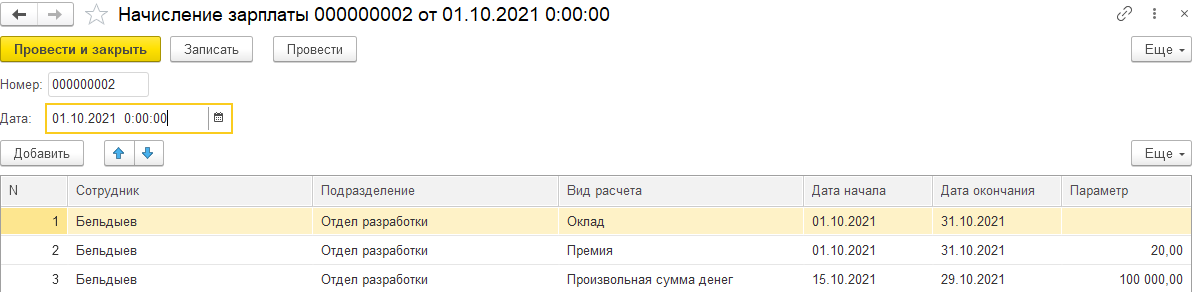 Начисление зарплаты 000000002 от 01.10.2021 0:00:00
Провести и закрыть Записать Провести Еще
Номер: 000000002
Дата: 01.10.2021 0:00:00
Добавить Еще
N Сотрудник Подразделение Вид расчета Дата начала Дата окончания Параметр
1 Бельдыев Отдел разработки Оклад 01.10.2021 31.10.2021
2 Бельдыев Отдел разработки Премия 01.10.2021 31.10.2021 20,00
3 Бельдыев Отдел разработки Произвольная сумма денег 15.10.2021 29.10.2021 100 000,00